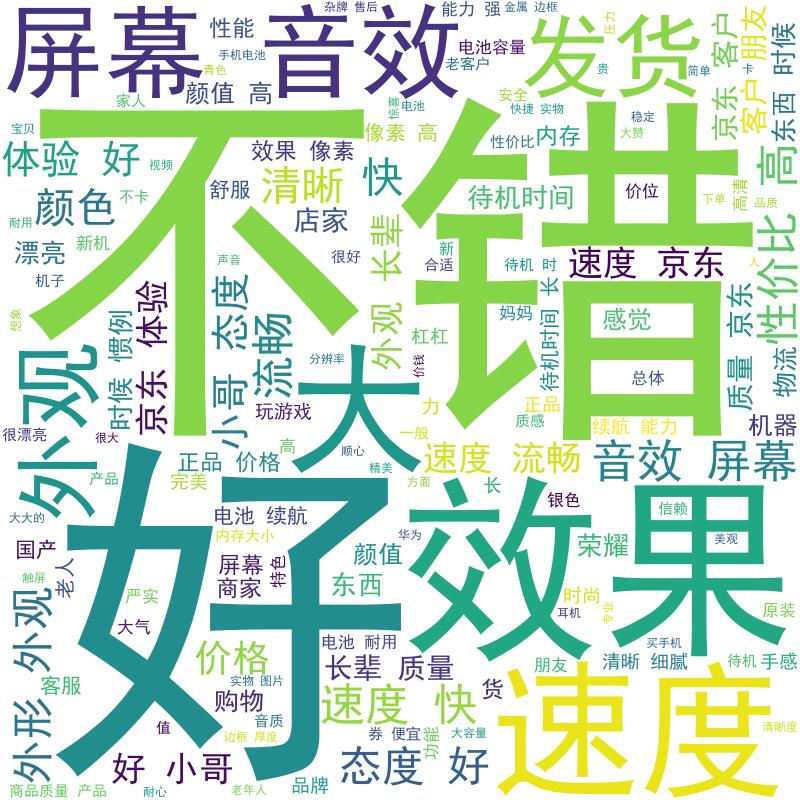 屏幕 音效
发货
不错
好
效果
速度
大
外观
性能
杂牌 售后
能力 强
金属 边框
手机电池
电池容量
老客户
青色
颜值 高
家人
惊喜
电池
安全
快捷 实物
压力
贵
简单
卡
京东 客户
客户 朋友
东西 时候
宝贝
体验 好
视频
效果 像素
像素 高
性价比
内存
稳定
大赞
高
颜色
不卡
舒服
清晰
快
待机时间
价位
下单
高清
品质
耐用
新机
店家
漂亮
机子
声音
很好
外观 长辈
新
合适
待机 时
待机时间 长
速度 京东
人
性价比
想象
时候 惯例
京东 体验
小哥 态度
流畅
妈妈
杠杠
感觉
质量 京东
物流
分辨率
价钱
总体
玩游戏
力
正品
质感
续航 能力
机器
很漂亮
很大
顺心
一般
正品 价格
高
精美
速度 流畅
音效 屏幕
产品
完美
方面
长
大大的
电池 续航
银色
信赖
国产
内存大小
华为
美观
触屏
老人
屏幕
商家
特色
颜值
荣耀
严实
东西
时尚
耳机
专业
原装
大气
外形 外观
价格
电池 耐用
买手机
长辈 质量
朋友
清晰 细腻
待机
手感
客服
实物 图片
购物
速度 快
货
值
边框 厚度
音质
券 便宜
功能
大容量
清晰度
好 小哥
态度 好
商品质量 产品
耐心
老年人
品牌